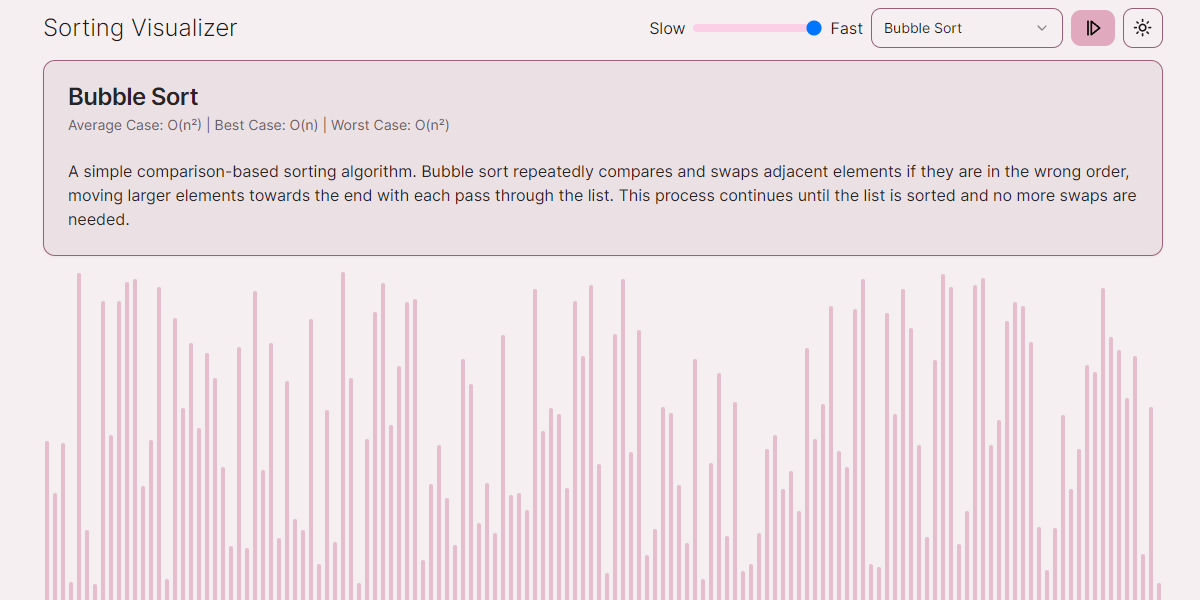 Sorting Visualizer
Slow
Fast
Bubble Sort
Bubble Sort
Average Case: O(n²) | Best Case: O(n) | Worst Case: O(n²)
A simple comparison-based sorting algorithm. Bubble sort repeatedly compares and swaps adjacent elements if they are in the wrong order,
moving larger elements towards the end with each pass through the list. This process continues until the list is sorted and no more swaps are
needed.